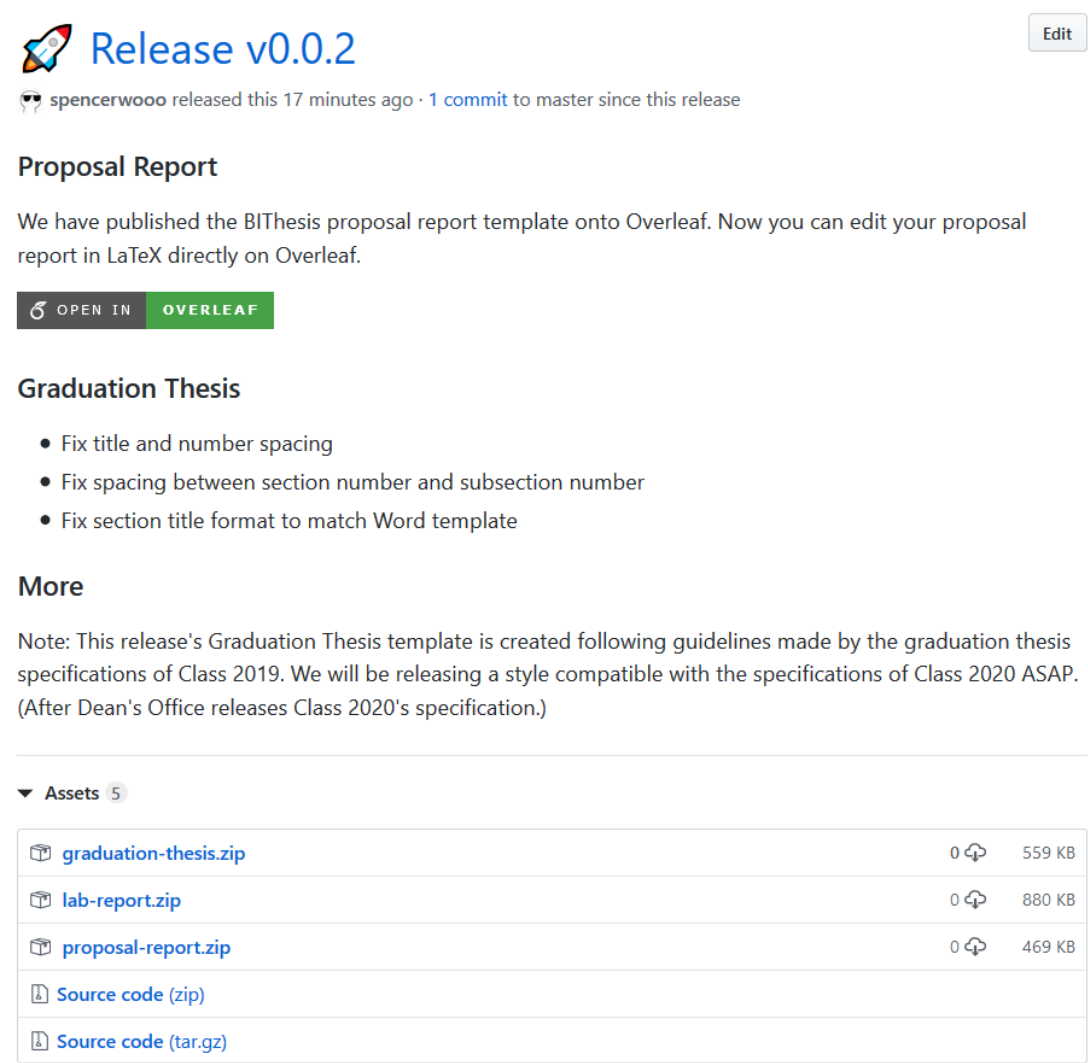 Release v0.0.2
Edit
spencerwooo released this 17 minutes ago · 1 commit to master since this release
Proposal Report
We have published the BIThesis proposal report template onto Overleaf. Now you can edit your proposal
report in LaTeX directly on Overleaf.
OPEN IN OVERLEAF
Graduation Thesis
• Fix title and number spacing
• Fix spacing between section number and subsection number
• Fix section title format to match Word template
More
Note: This release's Graduation Thesis template is created following guidelines made by the graduation thesis
specifications of Class 2019. We will be releasing a style compatible with the specifications of Class 2020 ASAP.
(After Dean's Office releases Class 2020's specification.)
Assets 5
graduation-thesis.zip 0 559 KB
lab-report.zip 0 880 KB
proposal-report.zip 0 469 KB
Source code (zip)
Source code (tar.gz)